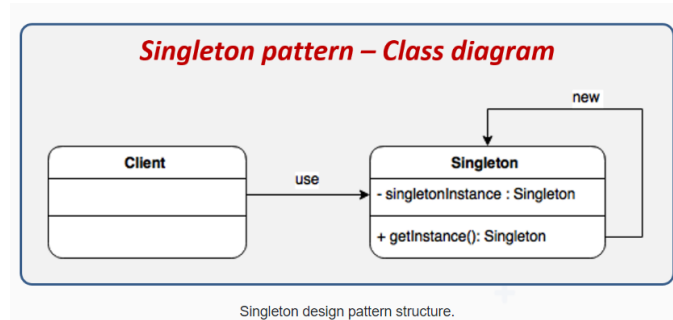 Singleton pattern – Class diagram
new
Client
Singleton
use
- singletonInstance : Singleton
+ getInstance(): Singleton
Singleton design pattern structure.